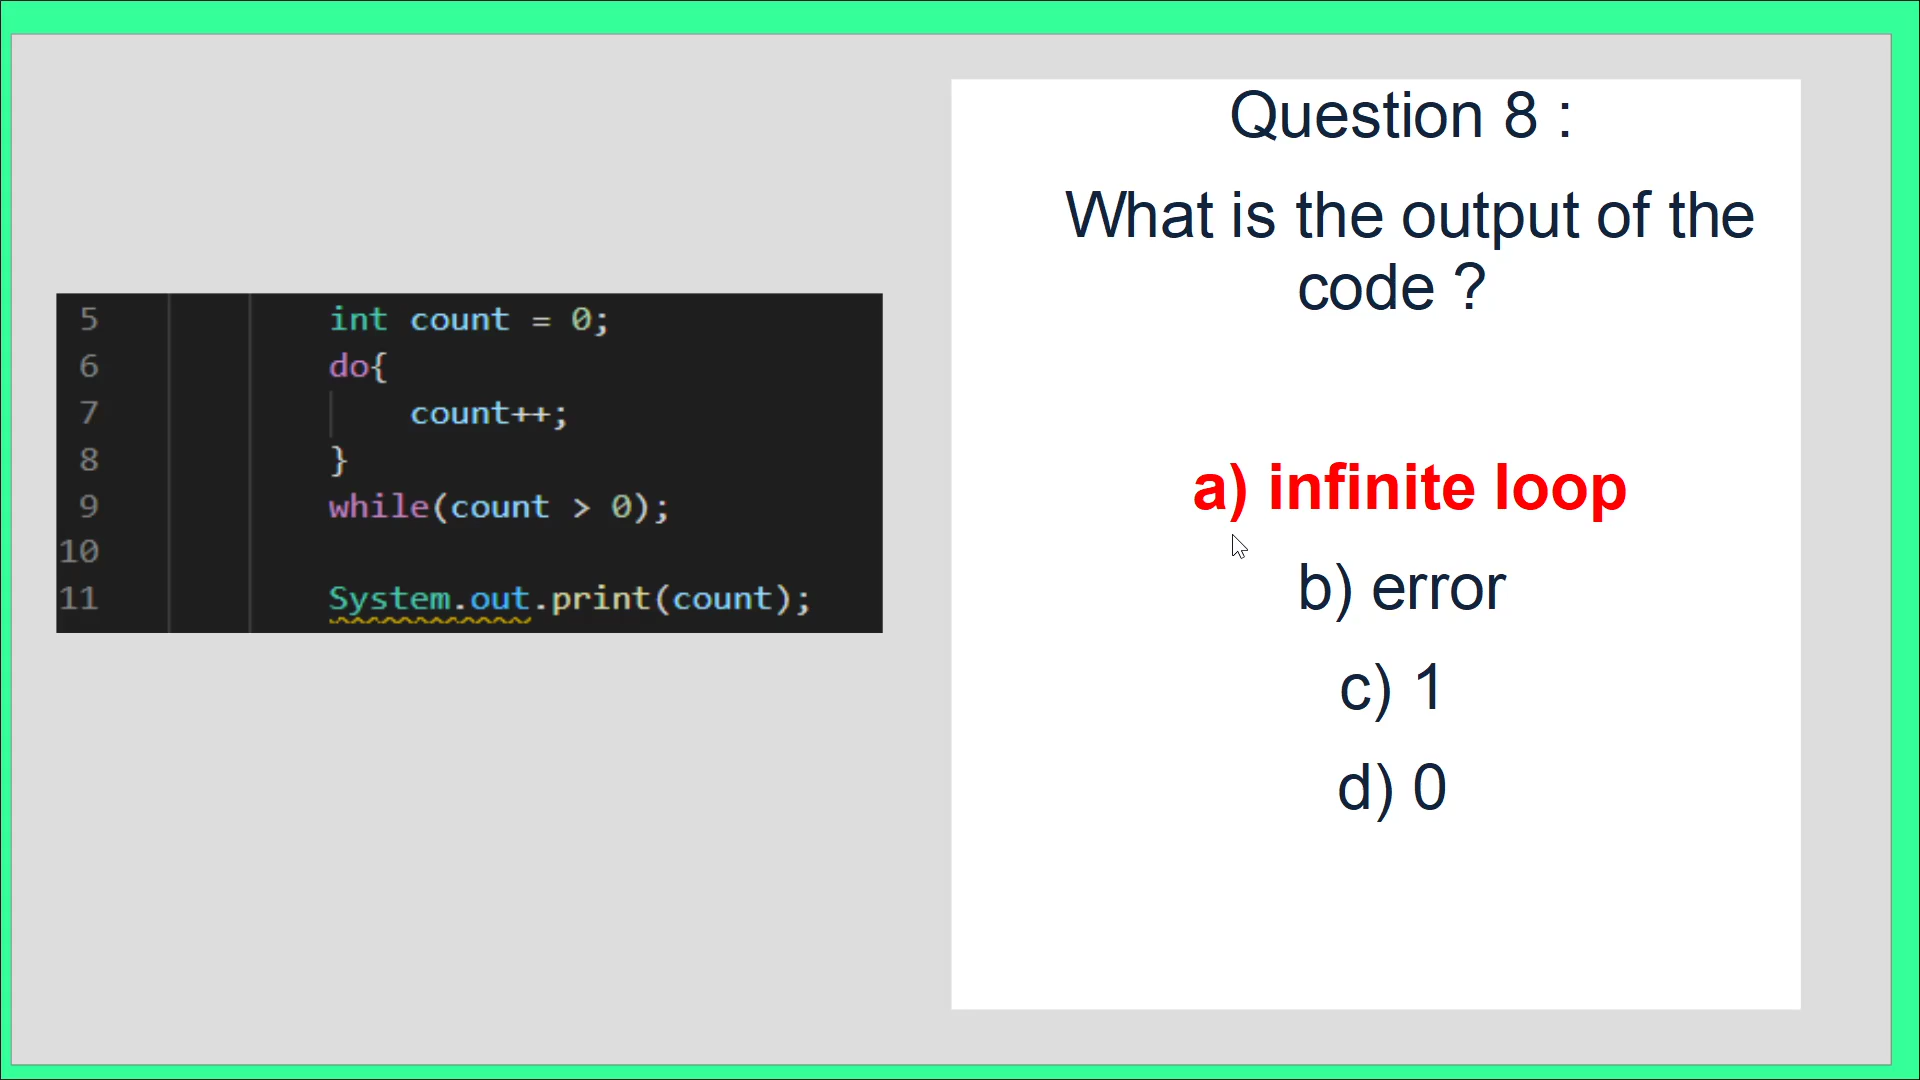 5 int count = 0;
6 do{
7 count++;
8 }
9 while(count > 0);
10
11 System.out.print(count);
Question 8 :
What is the output of the
code ?
a) infinite loop
b) error
c) 1
d) 0